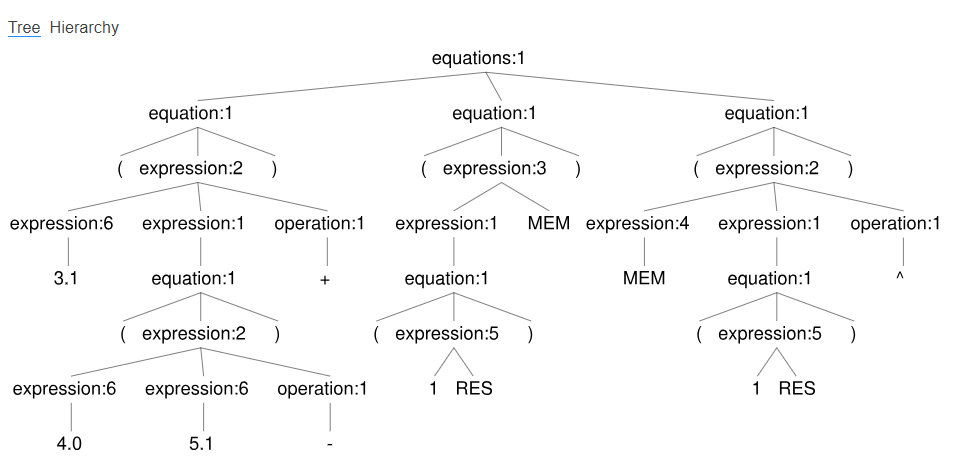 Tree Hierarchy
equations:1
equation:1 equation:1 equation:1
( expression:2 ) ( expression:3 ) ( expression:2 )
expression:6 expression:1 operation:1 expression:1 MEM expression:4 expression:1 operation:1
3.1 equation:1 + equation:1 MEM equation:1 ^
( expression:2 ) ( expression:5 ) ( expression:5 )
expression:6 expression:6 operation:1 1 RES 1 RES
4.0 5.1 -